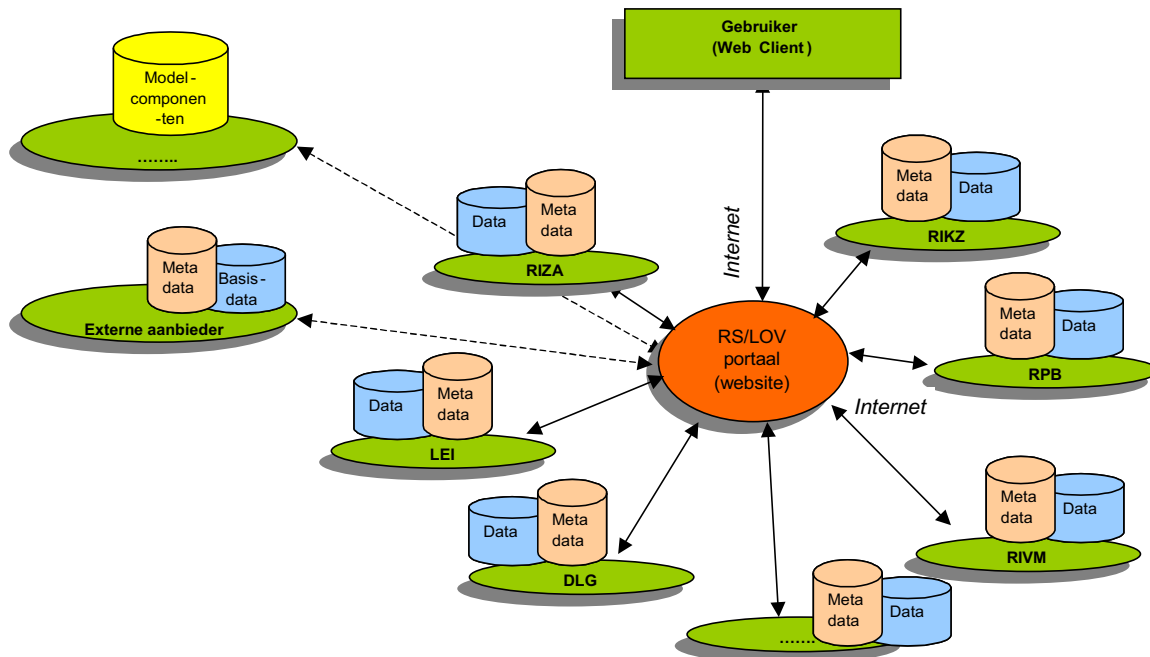 Gebruiker
(Web Client)
Model-
componen
-ten
……..
Meta
data
Data
RIKZ
Data
Meta
data
RIZA
Internet
Meta
data
Basis-
data
Externe aanbieder
Meta
data
Data
RPB
RS/LOV
portaal
(website)
Internet
Data
Meta
data
LEI
Meta
data
Data
RIVM
Data
Meta
data
DLG
Meta
data
Data
…….